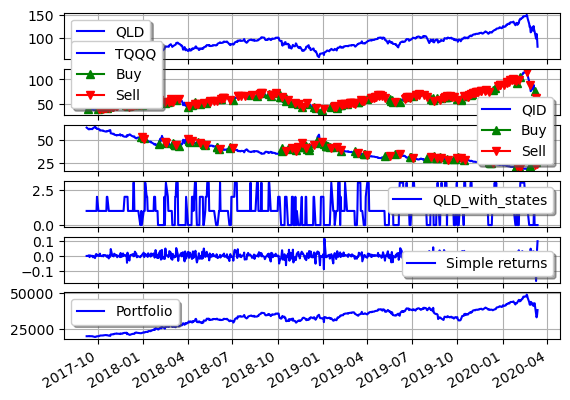 150
100
QLD
TQQQ
Buy
Sell
100
50
QID
Buy
Sell
50
25
2.5
0.0
QLD_with_states
0.1
0.0
−0.1
Simple returns
50000
25000
Portfolio
2017-10
2018-01
2018-04
2018-07
2018-10
2019-01
2019-04
2019-07
2019-10
2020-01
2020-04